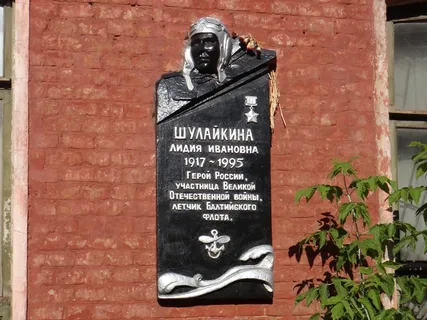 ШУЛАЙКИНА
ЛИДИЯ ИВАНОВНА
1917 ~ 1995
ГЕРОЙ РОССИИ,
УЧАСТНИЦА ВЕЛИКОЙ
ОТЕЧЕСТВЕННОЙ ВОЙНЫ,
ЛЕТЧИК БАЛТИЙСКОГО
ФЛОТА.